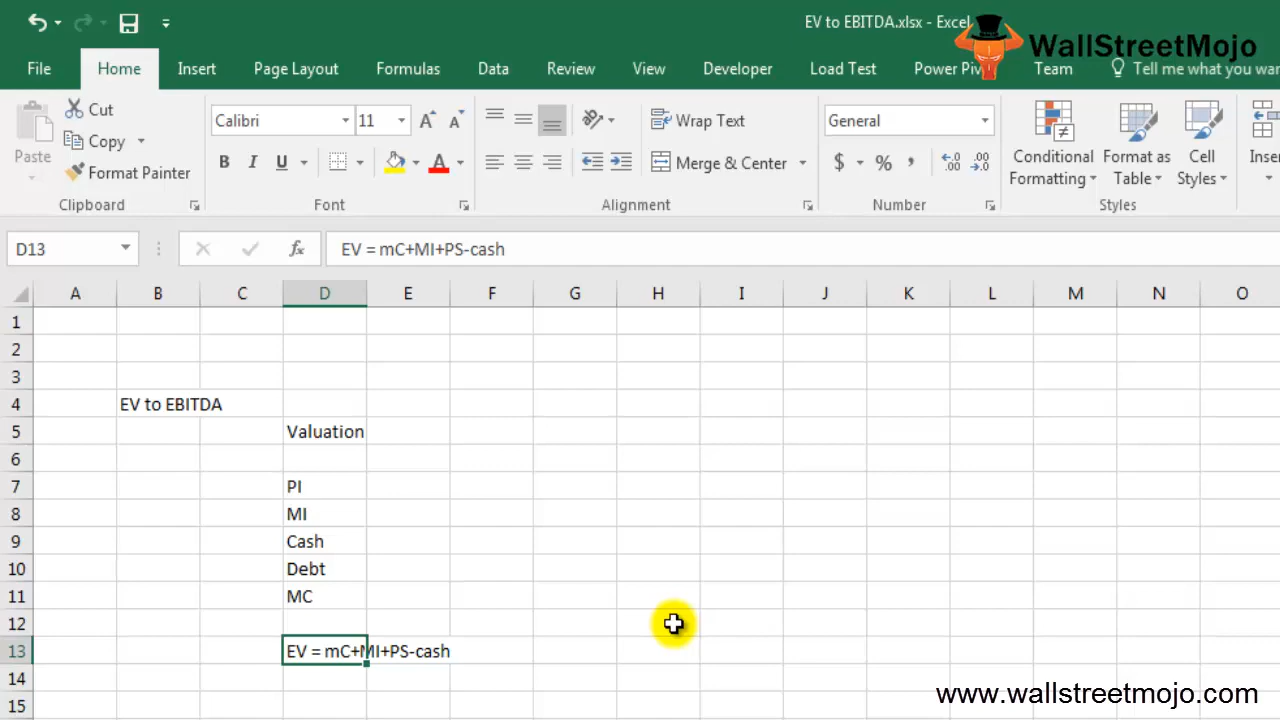 EV to EBITDA.xlsx - Excel
WallStreetMojo
File Home Insert Page Layout Formulas Data Review View Developer Load Test Power Piv Team Tell me what you wan
Paste
Cut
Copy
Format Painter
Clipboard
Calibri 11
B I U A
Font
Wrap Text
Merge & Center
Alignment
General
$ % , .00 .00
Number
Conditional Formatting
Format as Table
Cell Styles
Styles
Inser
D13 fx EV = mC+MI+PS-cash
A B C D E F G H I J K L M N O
1
2
3
4 EV to EBITDA
5 Valuation
6
7 PI
8 MI
9 Cash
10 Debt
11 MC
12
13 EV = mC+MI+PS-cash
14
15
www.wallstreetmojo.com